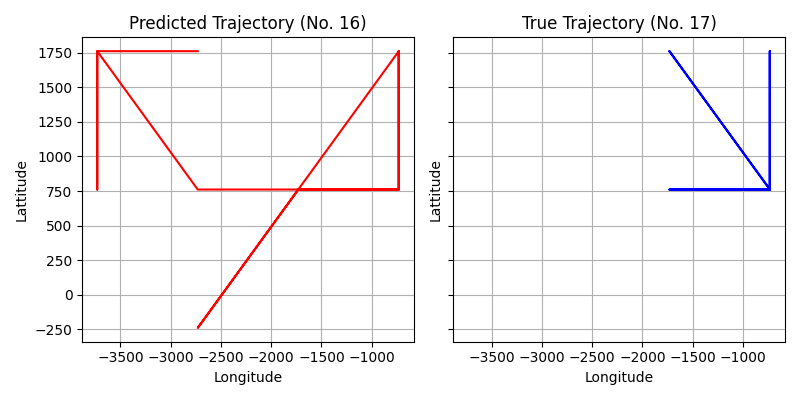 Predicted Trajectory (No. 16)
True Trajectory (No. 17)
Lattitude
1750
1500
1250
1000
750
500
250
0
−250
−3500 −3000 −2500 −2000 −1500 −1000
Longitude
Lattitude
−3500 −3000 −2500 −2000 −1500 −1000
Longitude